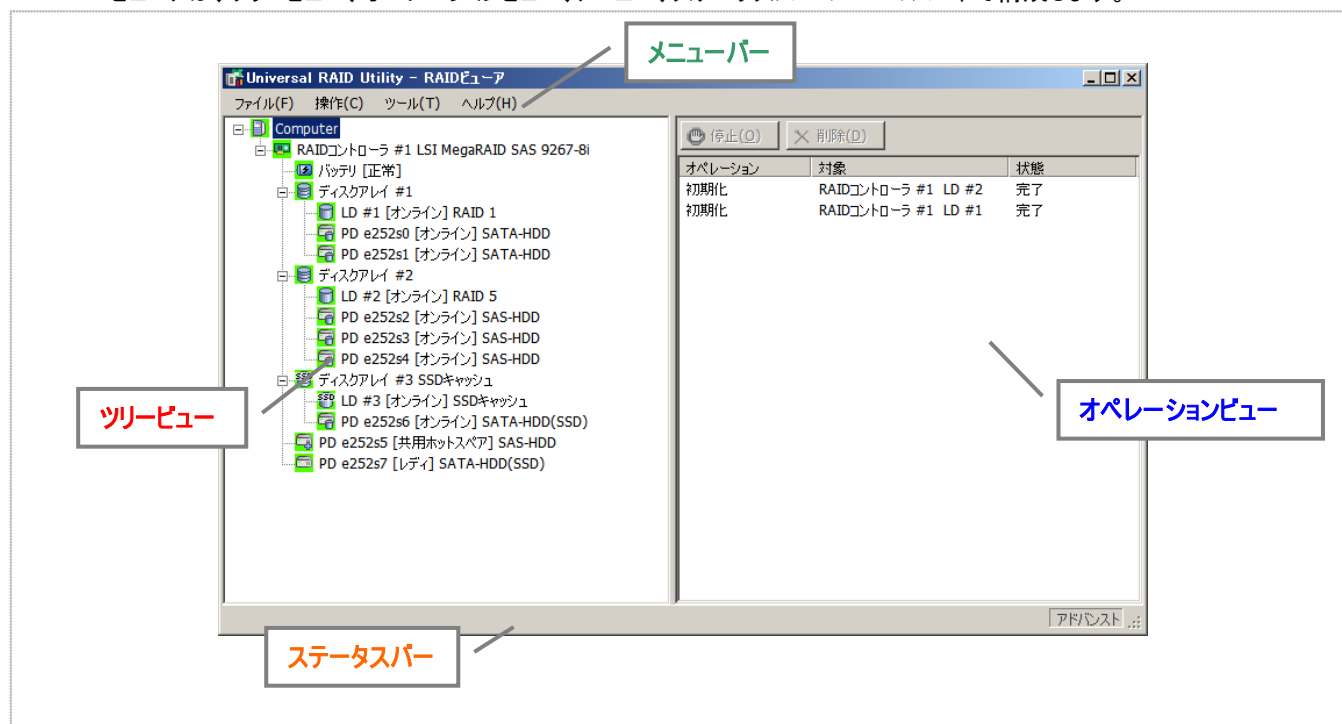 メニューバー
Universal RAID Utility - RAIDビューア
ファイル(F) 操作(C) ツール(T) ヘルプ(H)
Computer
RAIDコントローラ #1 LSI MegaRAID SAS 9267-8i
バッテリ [正常]
ディスクアレイ #1
LD #1 [オンライン] RAID 1
PD e252s0 [オンライン] SATA-HDD
PD e252s1 [オンライン] SATA-HDD
ディスクアレイ #2
LD #2 [オンライン] RAID 5
PD e252s2 [オンライン] SAS-HDD
PD e252s3 [オンライン] SAS-HDD
PD e252s4 [オンライン] SAS-HDD
ディスクアレイ #3 SSDキャッシュ
LD #3 [オンライン] SSDキャッシュ
PD e252s6 [オンライン] SATA-HDD(SSD)
PD e252s5 [共用ホットスペア] SAS-HDD
PD e252s7 [レディ] SATA-HDD(SSD)
停止(O) 削除(D)
オペレーション 対象 状態
初期化 RAIDコントローラ #1 LD #2 完了
初期化 RAIDコントローラ #1 LD #1 完了
ツリービュー
オペレーションビュー
アドバンスト
ステータスバー